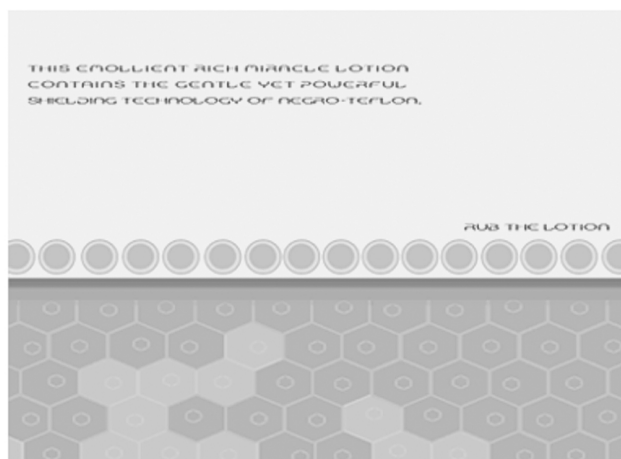 THIS EMOLLIENT RICH MIRACLE LOTION
CONTAINS THE GENTLE YET POWERFUL
SHIELDING TECHNOLOGY OF NEGRO-TEFLON.
RUB THE LOTION